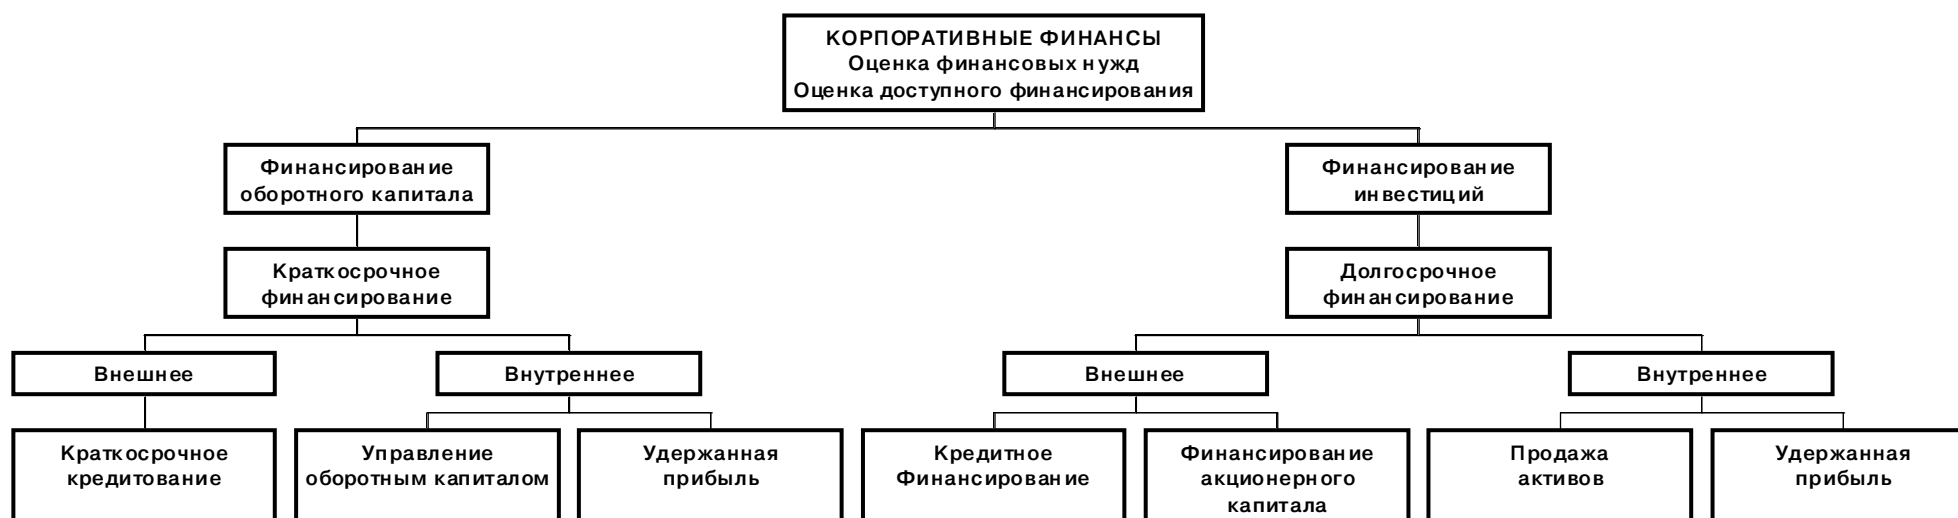 КОРПОРАТИВНЫЕ ФИНАНСЫ
Оценка финансовых нужд
Оценка доступного финансирования
Финансирование
оборотного капитала
Финансирование
инвестиций
Краткосрочное
финансирование
Долгосрочное
финансирование
Внешнее
Внутреннее
Внешнее
Внутреннее
Краткосрочное
кредитование
Управление
оборотным капиталом
Удержанная
прибыль
Кредитное
Финансирование
Финансирование
акционерного
капитала
Продажа
активов
Удержанная
прибыль